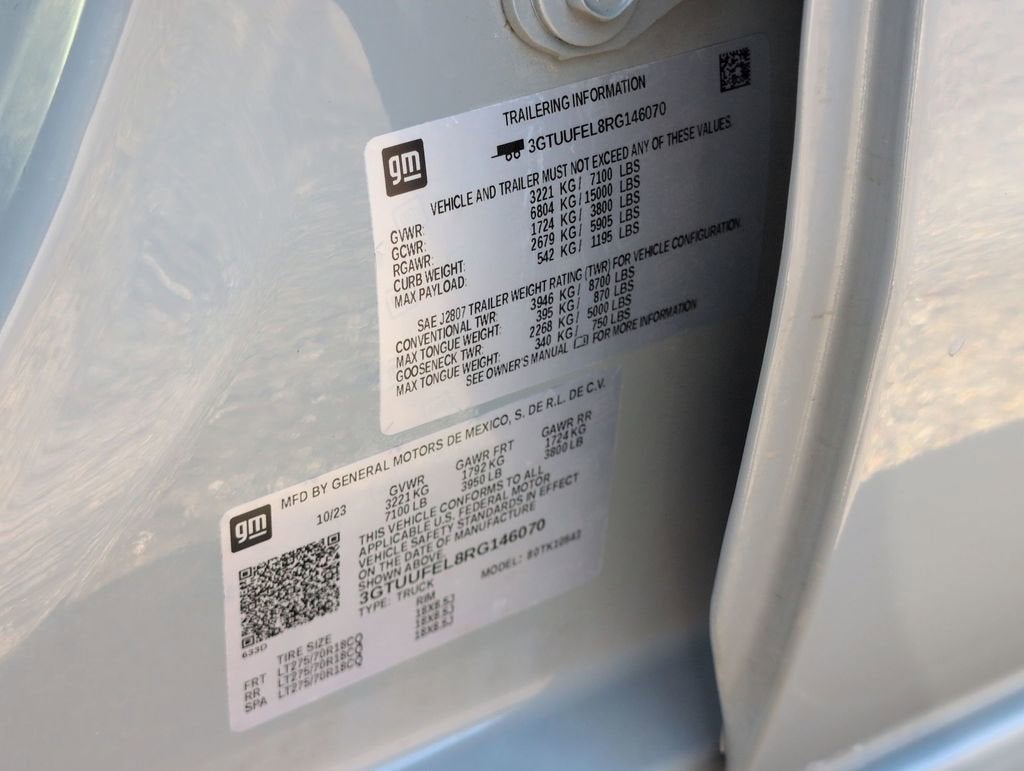 TRAILERING INFORMATION
gm
3GTUUFEL8RG146070
VEHICLE AND TRAILER MUST NOT EXCEED ANY OF THESE VALUES.
GVWR: 3221 KG/ 7100 LBS
GCWR: 6804 KG/ 15000 LBS
RGAWR: 1724 KG/ 3800 LBS
CURB WEIGHT: 2679 KG/ 5905 LBS
MAX PAYLOAD: 542 KG/ 1195 LBS
SAE J2807 TRAILER WEIGHT RATING (TWR) FOR VEHICLE CONFIGURATION.
CONVENTIONAL TWR: 3946 KG/ 8700 LBS
MAX TONGUE WEIGHT: 395 KG/ 870 LBS
GOOSENECK TWR: 2268 KG/ 5000 LBS
MAX TONGUE WEIGHT: 340 KG/ 750 LBS
SEE OWNER'S MANUAL FOR MORE INFORMATION
gm
MFD BY GENERAL MOTORS DE MEXICO, S. DE R.L. DE C.V.
10/23
GVWR GAWR FRT GAWR RR
3221 KG 1792 KG 1724 KG
7100 LB 3950 LB 3800 LB
THIS VEHICLE CONFORMS TO ALL
APPLICABLE U.S. FEDERAL MOTOR
VEHICLE SAFETY STANDARDS IN EFFECT
ON THE DATE OF MANUFACTURE
SHOWN ABOVE.
3GTUUFEL8RG146070
TYPE: TRUCK MODEL:
633D
TIRE SIZE RIM
FRT LT275/70R18CQ 18X8.5J
RR LT275/70R18CQ 18X8.5J
SPA LT275/70R18CQ 18X8.5J